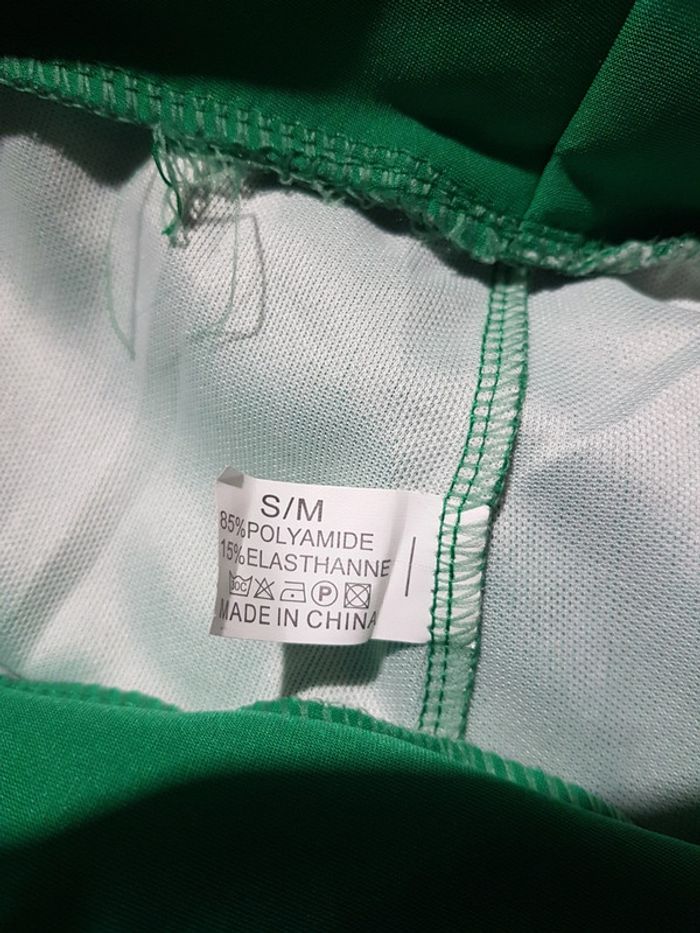 S/M
85%POLYAMIDE
15%ELASTHANNE
P
MADE IN CHINA